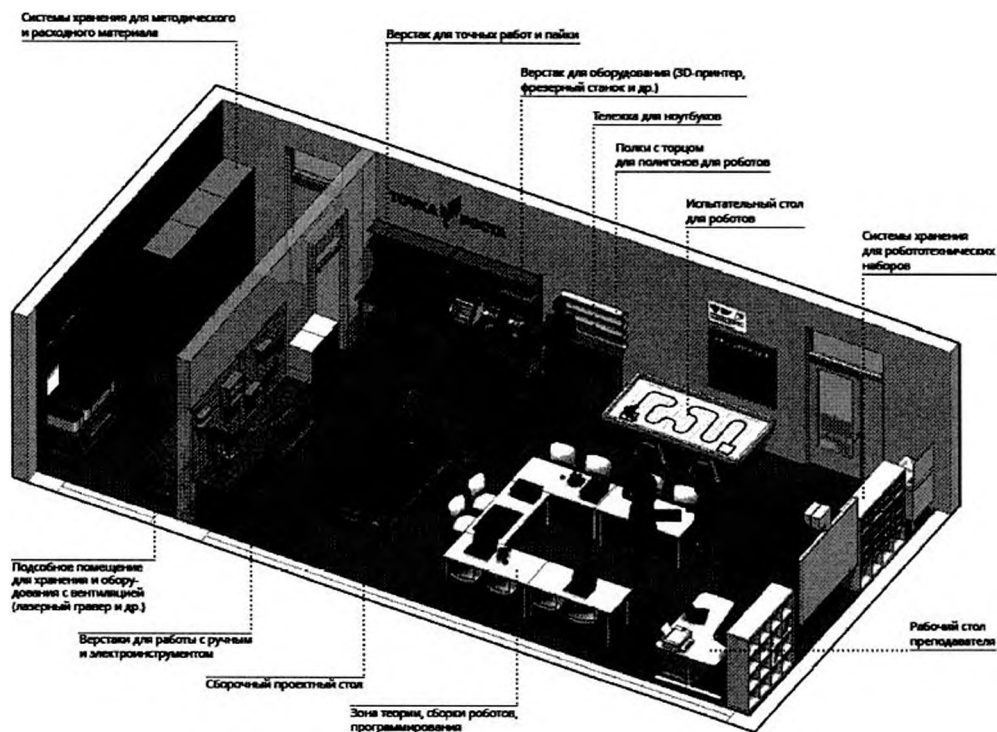 Системы хранения для методического
и расходного материала
Верстак для точных работ и пайки
Верстак для оборудования (3D-принтер,
фрезерный станок и др.)
Тележка для ноутбуков
Полки с торцом
для полигонов для роботов
Испытательный стол
для роботов
Системы хранения
для робототехнических
наборов
ТОЧКА РОСТА
Подсобное помещение
для хранения и обору-
дования с вентиляцией
(лазерный гравер и др.)
Верстаки для работы с ручным
и электроинструментом
Сборочный проектный стол
Зона теории, сборки роботов,
программирования
Рабочий стол
преподавателя